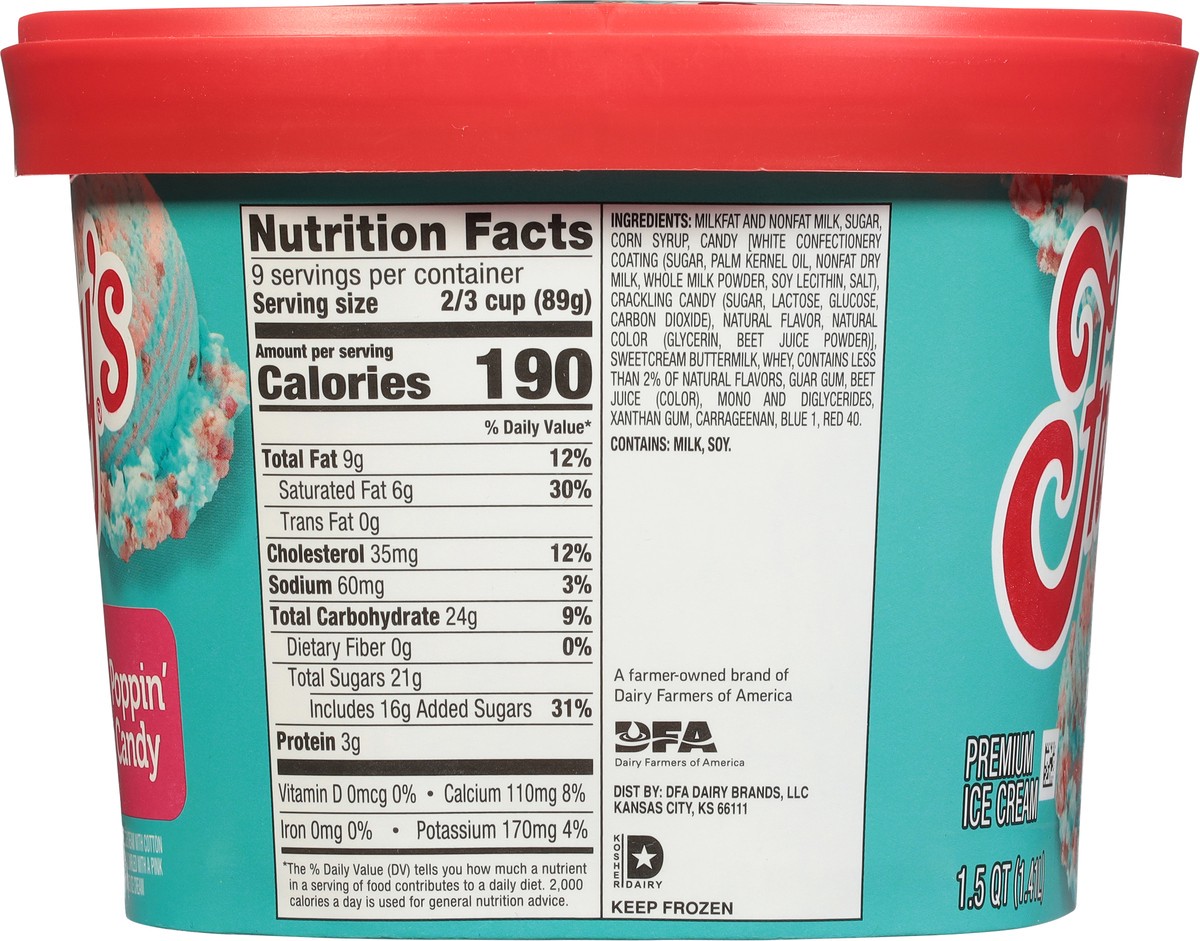 y's
®
Poppin'
Candy
WITH COTTON
WITH A PINK
Nutrition Facts
9 servings per container
Serving size 2/3 cup (89g)
Amount per serving
Calories 190
% Daily Value*
Total Fat 9g 12%
Saturated Fat 6g 30%
Trans Fat 0g
Cholesterol 35mg 12%
Sodium 60mg 3%
Total Carbohydrate 24g 9%
Dietary Fiber 0g 0%
Total Sugars 21g
Includes 16g Added Sugars 31%
Protein 3g
Vitamin D 0mcg 0% • Calcium 110mg 8%
Iron 0mg 0% • Potassium 170mg 4%
*The % Daily Value (DV) tells you how much a nutrient
in a serving of food contributes to a daily diet. 2,000
calories a day is used for general nutrition advice.
INGREDIENTS: MILKFAT AND NONFAT MILK, SUGAR,
CORN SYRUP, CANDY [WHITE CONFECTIONERY
COATING (SUGAR, PALM KERNEL OIL, NONFAT DRY
MILK, WHOLE MILK POWDER, SOY LECITHIN, SALT),
CRACKLING CANDY (SUGAR, LACTOSE, GLUCOSE,
CARBON DIOXIDE), NATURAL FLAVOR, NATURAL
COLOR (GLYCERIN, BEET JUICE POWDER)],
SWEETCREAM BUTTERMILK, WHEY, CONTAINS LESS
THAN 2% OF NATURAL FLAVORS, GUAR GUM, BEET
JUICE (COLOR), MONO AND DIGLYCERIDES,
XANTHAN GUM, CARRAGEENAN, BLUE 1, RED 40.
CONTAINS: MILK, SOY.
A farmer-owned brand of
Dairy Farmers of America
DFA
Dairy Farmers of America
DIST BY: DFA DAIRY BRANDS, LLC
KANSAS CITY, KS 66111
KOSHER D DAIRY
KEEP FROZEN
PREMIUM
ICE CREAM
1.5 QT (1.41L)